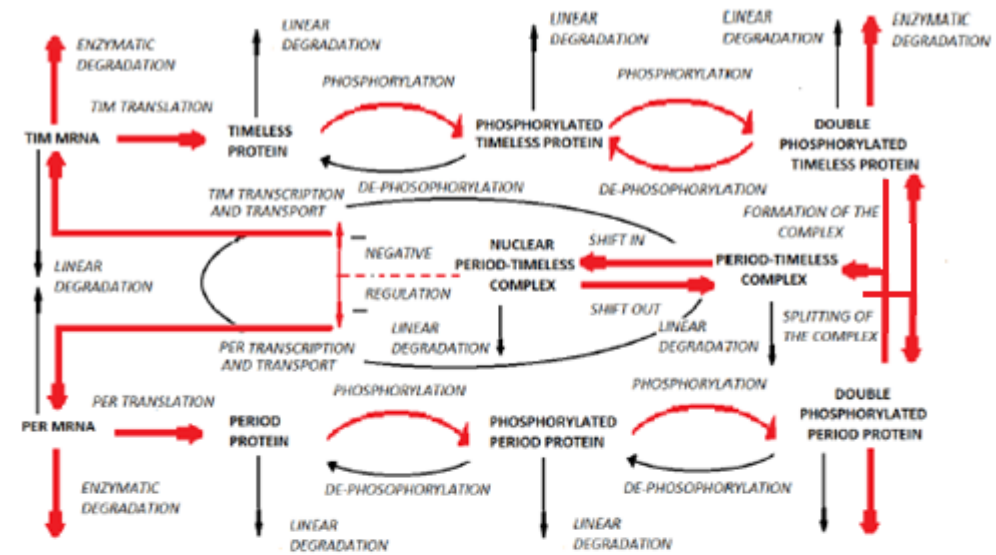 ENZYMATIC
DEGRADATION
LINEAR
DEGRADATION
LINEAR
DEGRADATION
LINEAR
DEGRADATION
ENZYMATIC
DEGRADATION
PHOSPHORYLATION
PHOSPHORYLATION
TIM TRANSLATION
TIM MRNA
TIMELESS
PROTEIN
PHOSPHORYLATED
TIMELESS PROTEIN
DOUBLE
PHOSPHORYLATED
TIMELESS PROTEIN
DE-PHOSOPHORYLATION
DE-PHOSOPHORYLATION
TIM TRANSCRIPTION
AND TRANSPORT
FORMATION OF THE
COMPLEX
NEGATIVE
REGULATION
NUCLEAR
PERIOD-TIMELESS
COMPLEX
SHIFT IN
SHIFT OUT
PERIOD-TIMELESS
COMPLEX
LINEAR
DEGRADATION
SPLITTING OF
THE COMPLEX
LINEAR
DEGRADATION
LINEAR
DEGRADATION
PER TRANSCRIPTION
AND TRANSPORT
PHOSPHORYLATION
PHOSPHORYLATION
PER TRANSLATION
PER MRNA
PERIOD
PROTEIN
PHOSPHORYLATED
PERIOD PROTEIN
DOUBLE
PHOSPHORYLATED
PERIOD PROTEIN
DE-PHOSOPHORYLATION
DE-PHOSOPHORYLATION
ENZYMATIC
DEGRADATION
LINEAR
DEGRADATION
LINEAR
DEGRADATION